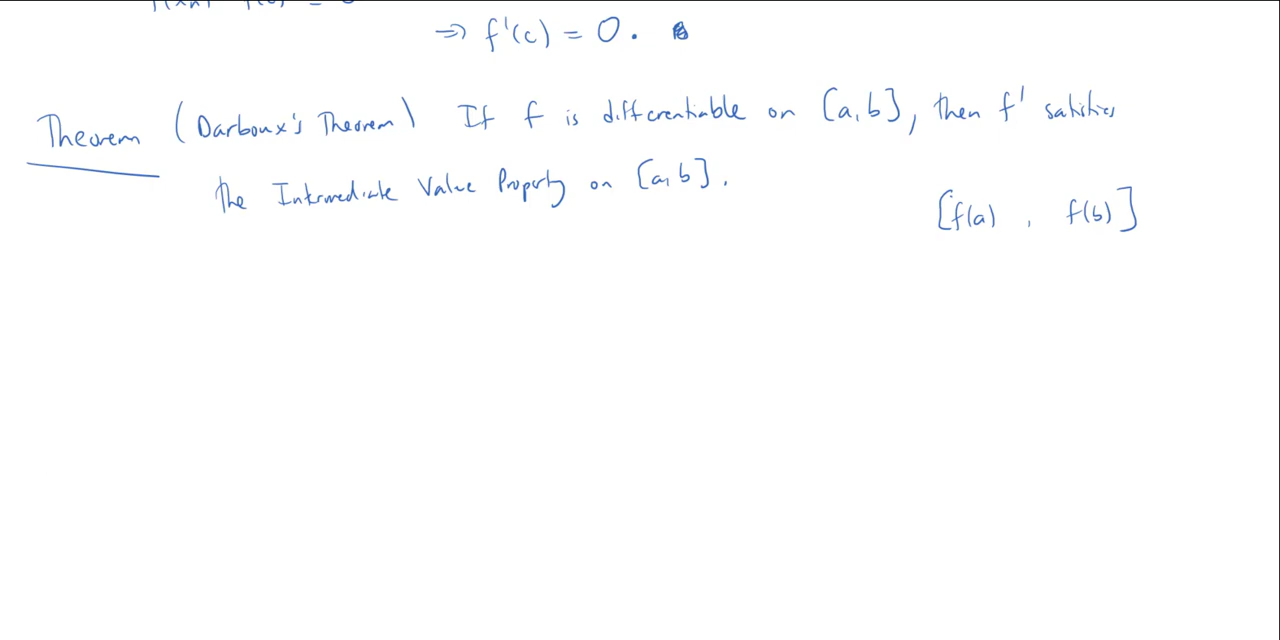 ⇒ f'(c) = 0.
Theorem (Darboux's Theorem) If f is differentiable on [a,b], then f' satisfies
the Intermediate Value Property on [a,b].
[f(a) , f(b)]